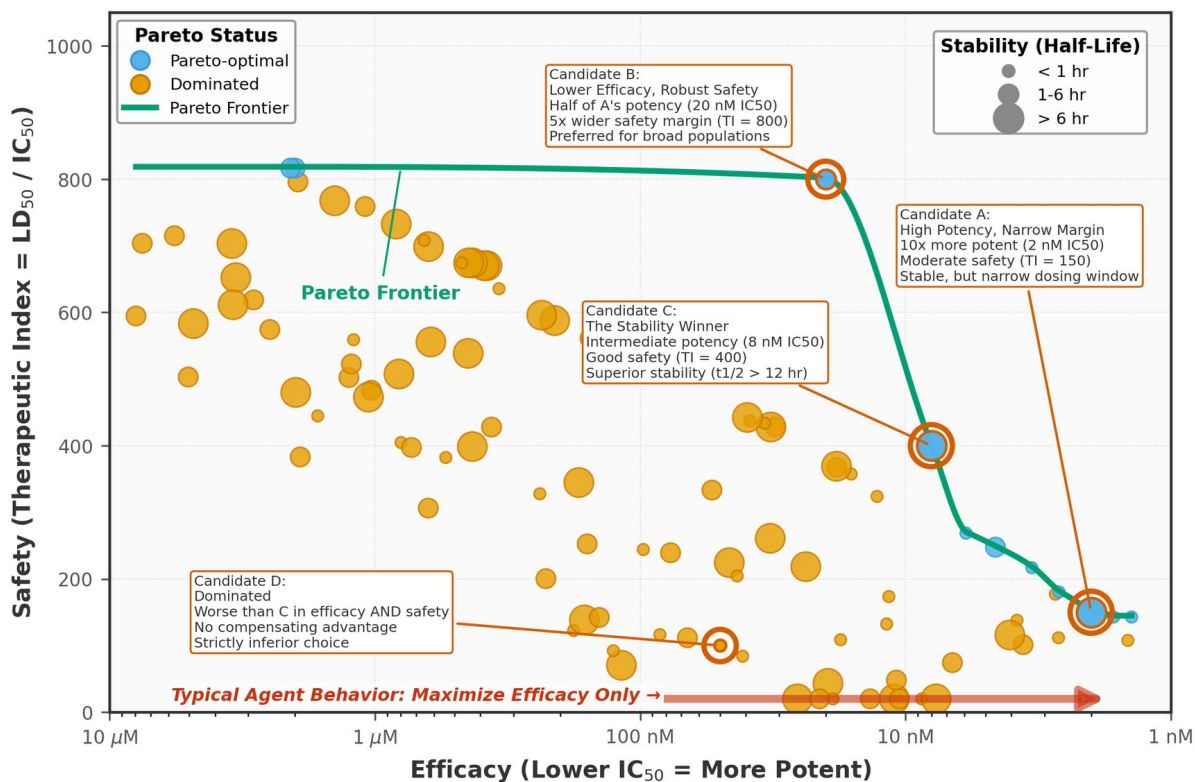 Pareto Status
Pareto-optimal
Dominated
Pareto Frontier
Stability (Half-Life)
< 1 hr
1-6 hr
> 6 hr
Candidate B:
Lower Efficacy, Robust Safety
Half of A's potency (20 nM IC50)
5x wider safety margin (TI = 800)
Preferred for broad populations
Candidate A:
High Potency, Narrow Margin
10x more potent (2 nM IC50)
Moderate safety (TI = 150)
Stable, but narrow dosing window
Pareto Frontier
Candidate C:
The Stability Winner
Intermediate potency (8 nM IC50)
Good safety (TI = 400)
Superior stability (t1/2 > 12 hr)
Candidate D:
Dominated
Worse than C in efficacy AND safety
No compensating advantage
Strictly inferior choice
Typical Agent Behavior: Maximize Efficacy Only →
1000
800
600
400
200
0
Safety (Therapeutic Index = LD₅₀ / IC₅₀)
10 μM
1 μM
100 nM
10 nM
1 nM
Efficacy (Lower IC₅₀ = More Potent)